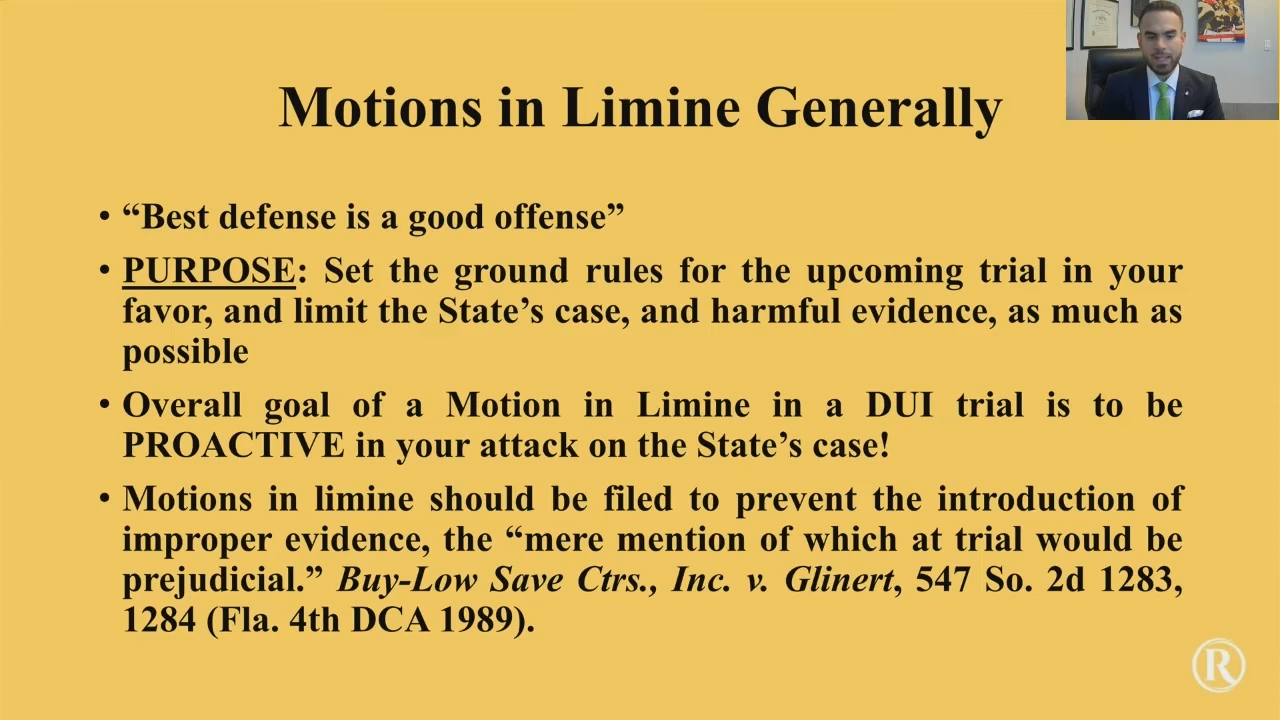 Motions in Limine Generally
• “Best defense is a good offense”
• PURPOSE: Set the ground rules for the upcoming trial in your
favor, and limit the State’s case, and harmful evidence, as much as
possible
• Overall goal of a Motion in Limine in a DUI trial is to be
PROACTIVE in your attack on the State’s case!
• Motions in limine should be filed to prevent the introduction of
improper evidence, the “mere mention of which at trial would be
prejudicial.” Buy-Low Save Ctrs., Inc. v. Glinert, 547 So. 2d 1283,
1284 (Fla. 4th DCA 1989).
R